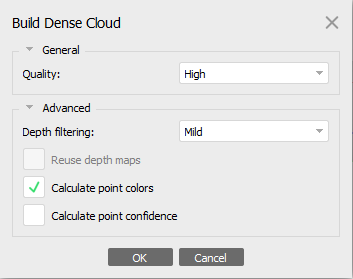 Build Dense Cloud
General
Quality: High
Advanced
Depth filtering: Mild
Reuse depth maps
Calculate point colors
Calculate point confidence
OK Cancel